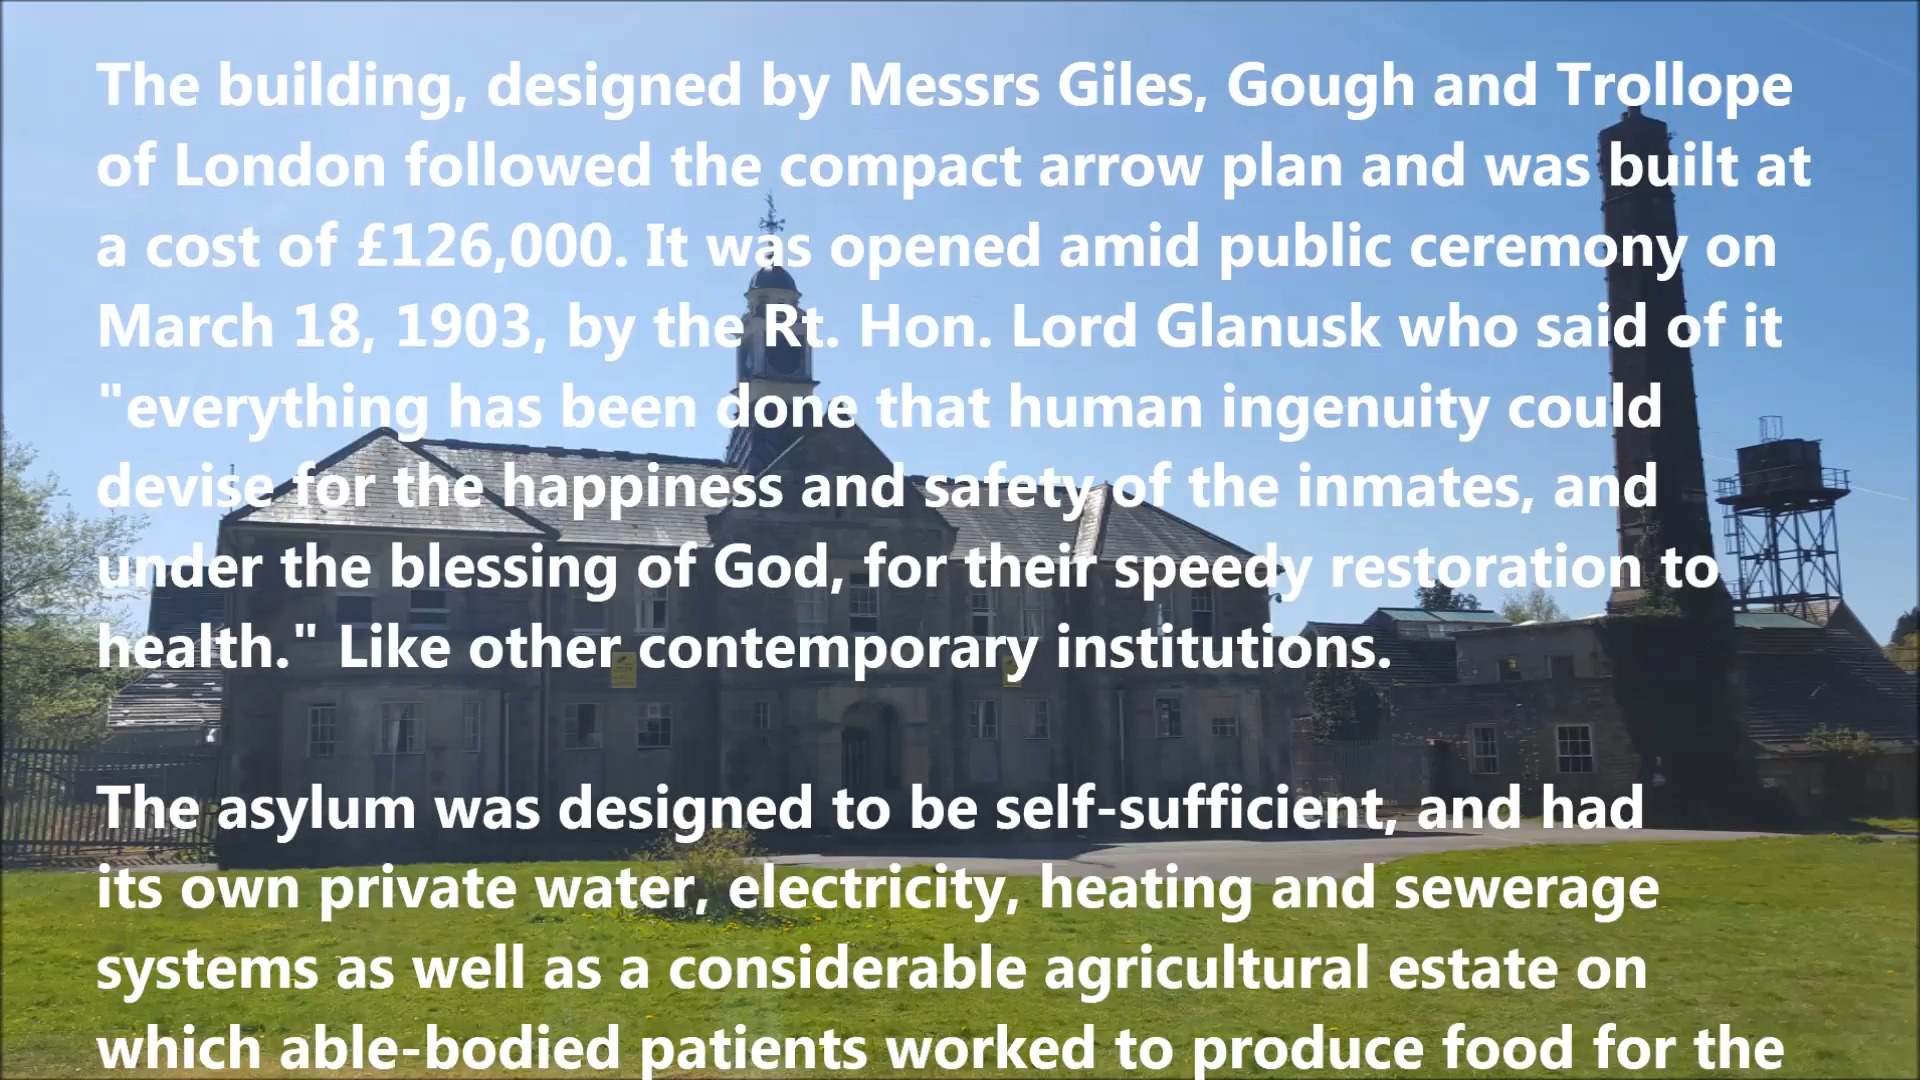 The building, designed by Messrs Giles, Gough and Trollope
of London followed the compact arrow plan and was built at
a cost of £126,000. It was opened amid public ceremony on
March 18, 1903, by the Rt. Hon. Lord Glanusk who said of it
"everything has been done that human ingenuity could
devise for the happiness and safety of the inmates, and
under the blessing of God, for their speedy restoration to
health." Like other contemporary institutions.
The asylum was designed to be self-sufficient, and had
its own private water, electricity, heating and sewerage
systems as well as a considerable agricultural estate on
which able-bodied patients worked to produce food for the